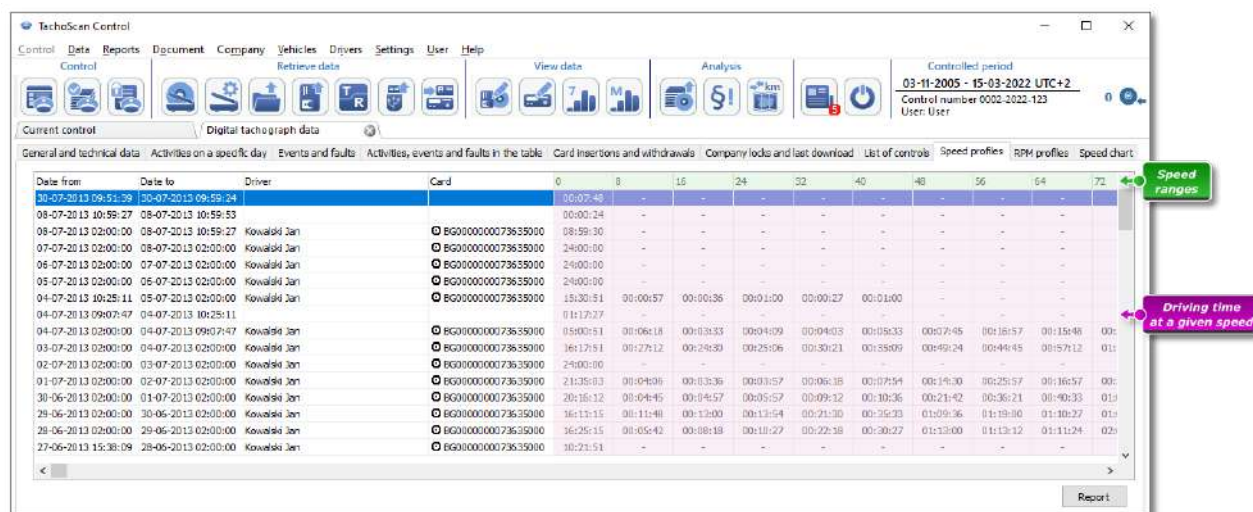 TachoScan Control
Control Data Reports Document Company Vehicles Drivers Settings User Help
Control Retrieve data View data Analysis Controlled period
03-11-2005 - 15-03-2022 UTC+2
Control number 0002-2022-123
User: User
0
5
Current control Digital tachograph data
General and technical data Activities on a specific day Events and faults Activities, events and faults in the table Card insertions and withdrawals Company locks and last download List of controls Speed profiles RPM profiles Speed chart
Date from Date to Driver Card 0 8 16 24 32 40 48 56 64 72
Speed ranges
30-07-2013 09:51:39 30-07-2013 09:59:24 00:07:48 - - - - - - - -
08-07-2013 10:59:27 08-07-2013 10:59:53 00:00:24 - - - - - - - -
08-07-2013 02:00:00 08-07-2013 10:59:27 Kowalski Jan BG0000000073635000 08:59:30 - - - - - - - -
07-07-2013 02:00:00 08-07-2013 02:00:00 Kowalski Jan BG0000000073635000 24:00:00 - - - - - - - -
06-07-2013 02:00:00 07-07-2013 02:00:00 Kowalski Jan BG0000000073635000 24:00:00 - - - - - - - -
05-07-2013 02:00:00 06-07-2013 02:00:00 Kowalski Jan BG0000000073635000 24:00:00 - - - - - - - -
04-07-2013 10:25:11 05-07-2013 02:00:00 Kowalski Jan BG0000000073635000 15:30:51 00:00:57 00:00:36 00:01:00 00:00:27 00:01:00 - - -
04-07-2013 09:07:47 04-07-2013 10:25:11 01:17:27 - - - - - - - -
Driving time at a given speed
04-07-2013 02:00:00 04-07-2013 09:07:47 Kowalski Jan BG0000000073635000 05:00:51 00:06:18 00:03:33 00:04:09 00:04:03 00:05:33 00:07:45 00:16:57 00:15:48 00:
03-07-2013 02:00:00 04-07-2013 02:00:00 Kowalski Jan BG0000000073635000 16:17:51 00:27:12 00:24:30 00:25:06 00:30:21 00:35:09 00:49:24 00:44:45 00:57:12 01:
02-07-2013 02:00:00 03-07-2013 02:00:00 Kowalski Jan BG0000000073635000 24:00:00 - - - - - - - -
01-07-2013 02:00:00 02-07-2013 02:00:00 Kowalski Jan BG0000000073635000 21:35:03 00:04:06 00:03:36 00:03:57 00:06:18 00:07:54 00:14:30 00:25:57 00:16:57 00:
30-06-2013 02:00:00 01-07-2013 02:00:00 Kowalski Jan BG0000000073635000 20:16:12 00:04:45 00:04:57 00:05:57 00:09:12 00:10:36 00:21:42 00:36:21 00:40:33 01:
29-06-2013 02:00:00 30-06-2013 02:00:00 Kowalski Jan BG0000000073635000 16:11:15 00:11:48 00:13:00 00:13:54 00:21:30 00:35:33 01:09:36 01:19:00 01:10:27 01:
28-06-2013 02:00:00 29-06-2013 02:00:00 Kowalski Jan BG0000000073635000 16:25:15 00:05:42 00:08:18 00:10:27 00:22:18 00:30:27 01:13:00 01:13:12 01:11:24 02:
27-06-2013 15:38:09 28-06-2013 02:00:00 Kowalski Jan BG0000000073635000 10:21:51 - - - - - - - -
Report